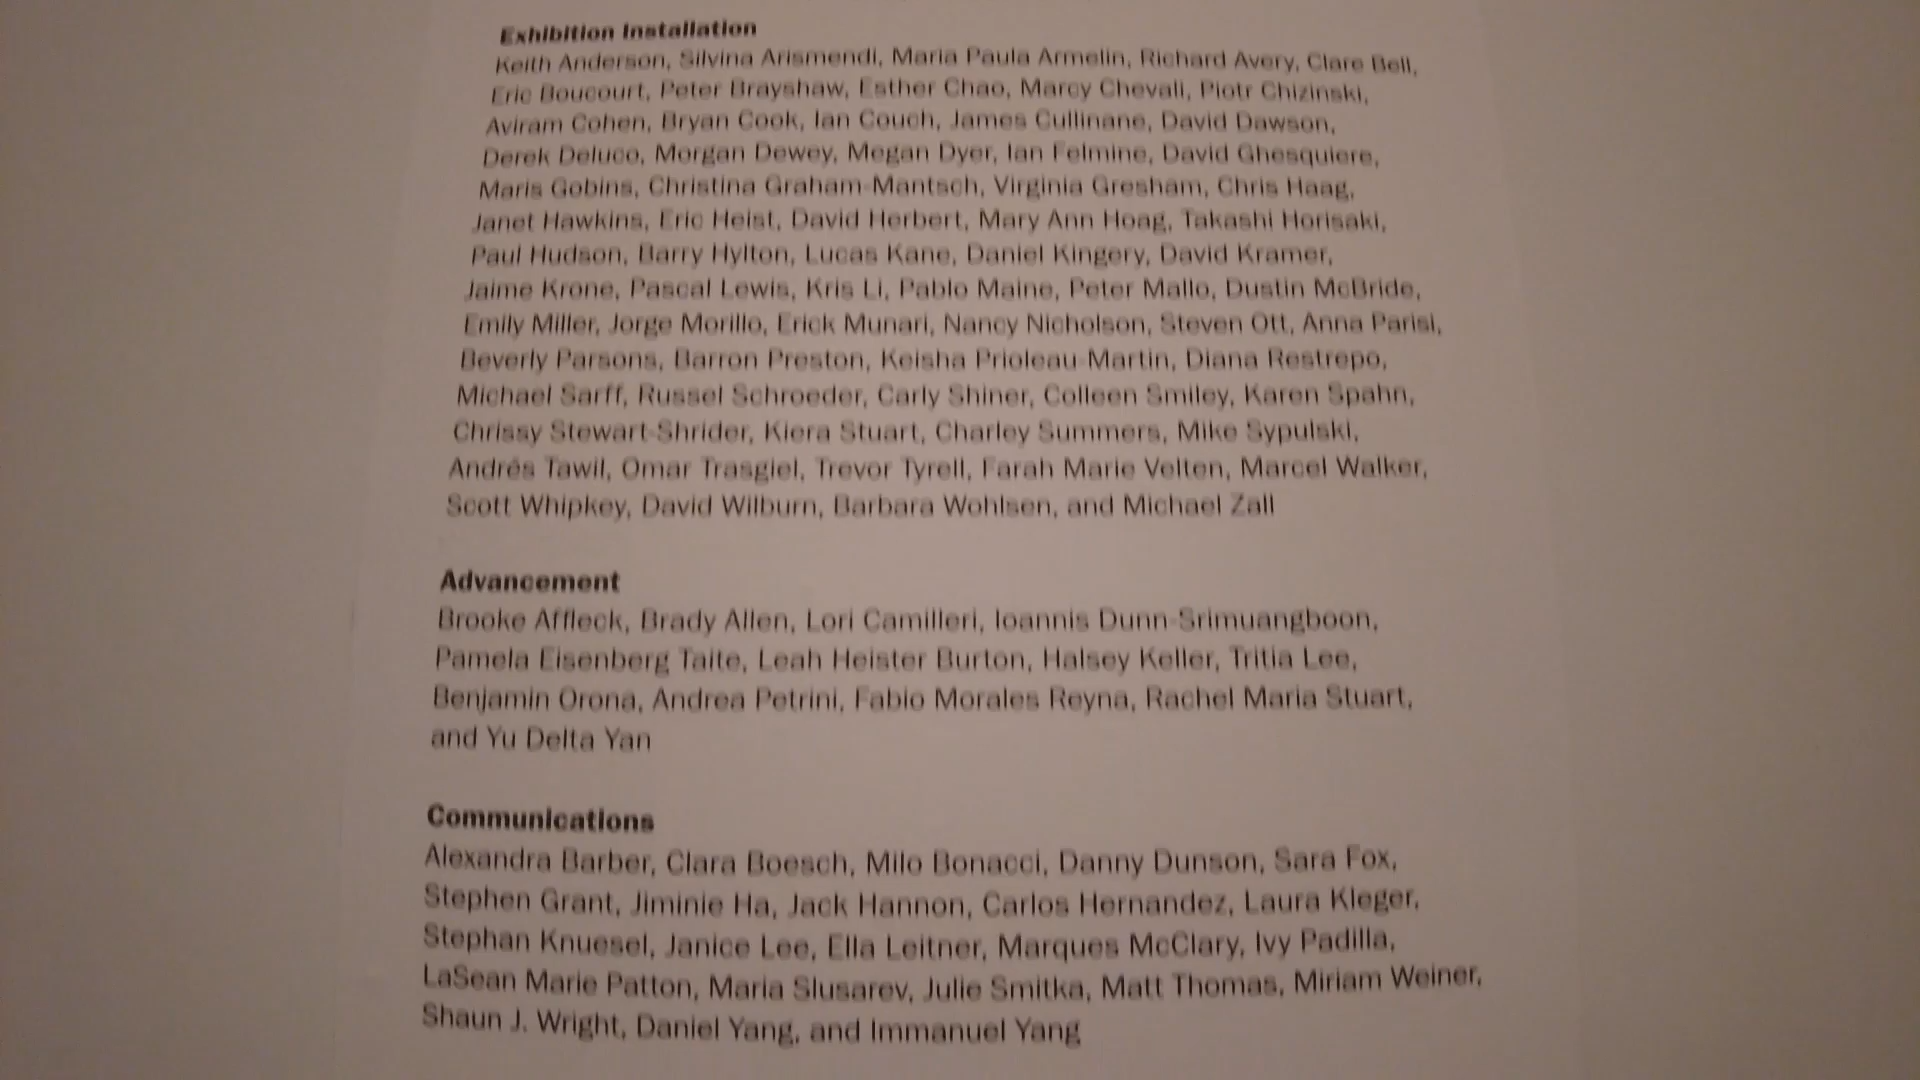 Exhibition Installation
Keith Anderson, Silvina Arismendi, Maria Paula Armelin, Richard Avery, Clare Bell,
Eric Boucourt, Peter Brayshaw, Esther Chao, Marcy Chevali, Piotr Chizinski,
Aviram Cohen, Bryan Cook, Ian Couch, James Cullinane, David Dawson,
Derek Deluco, Morgan Dewey, Megan Dyer, Ian Felmine, David Ghesquiere,
Maris Gobins, Christina Graham-Mantsch, Virginia Gresham, Chris Haag,
Janet Hawkins, Eric Heist, David Herbert, Mary Ann Hoag, Takashi Horisaki,
Paul Hudson, Barry Hylton, Lucas Kane, Daniel Kingery, David Kramer,
Jaime Krone, Pascal Lewis, Kris Li, Pablo Maine, Peter Mallo, Dustin McBride,
Emily Miller, Jorge Morillo, Erick Munari, Nancy Nicholson, Steven Ott, Anna Parisi,
Beverly Parsons, Barron Preston, Keisha Prioleau-Martin, Diana Restrepo,
Michael Sarff, Russel Schroeder, Carly Shiner, Colleen Smiley, Karen Spahn,
Chrissy Stewart-Shrider, Kiera Stuart, Charley Summers, Mike Sypulski,
Andrés Tawil, Omar Trasgiel, Trevor Tyrell, Farah Marie Velten, Marcel Walker,
Scott Whipkey, David Wilburn, Barbara Wohlsen, and Michael Zall
Advancement
Brooke Affleck, Brady Allen, Lori Camilleri, Ioannis Dunn-Srimuangboon,
Pamela Eisenberg Taite, Leah Heister Burton, Halsey Keller, Tritia Lee,
Benjamin Orona, Andrea Petrini, Fabio Morales Reyna, Rachel Maria Stuart,
and Yu Delta Yan
Communications
Alexandra Barber, Clara Boesch, Milo Bonacci, Danny Dunson, Sara Fox,
Stephen Grant, Jiminie Ha, Jack Hannon, Carlos Hernandez, Laura Kleger,
Stephan Knuesel, Janice Lee, Ella Leitner, Marques McClary, Ivy Padilla,
LaSean Marie Patton, Maria Slusarev, Julie Smitka, Matt Thomas, Miriam Weiner,
Shaun J. Wright, Daniel Yang, and Immanuel Yang